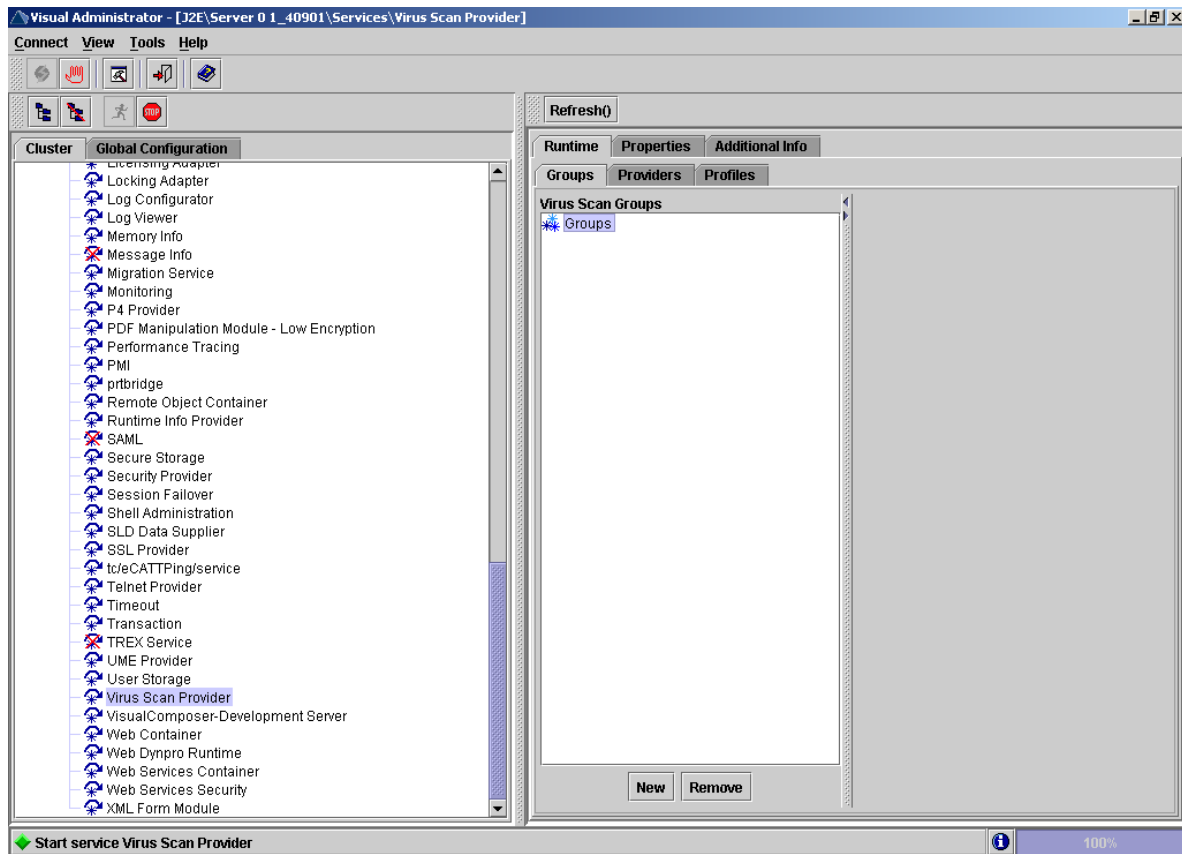 Visual Administrator - [J2E\Server 0 1_40901\Services\Virus Scan Provider]
Connect View Tools Help
STOP
Refresh()
Cluster Global Configuration
Runtime Properties Additional Info
Groups Providers Profiles
Virus Scan Groups
Groups
Licensing Adapter
Locking Adapter
Log Configurator
Log Viewer
Memory Info
Message Info
Migration Service
Monitoring
P4 Provider
PDF Manipulation Module - Low Encryption
Performance Tracing
PMI
prtbridge
Remote Object Container
Runtime Info Provider
SAML
Secure Storage
Security Provider
Session Failover
Shell Administration
SLD Data Supplier
SSL Provider
tc/eCATTPing/service
Telnet Provider
Timeout
Transaction
TREX Service
UME Provider
User Storage
Virus Scan Provider
VisualComposer-Development Server
Web Container
Web Dynpro Runtime
Web Services Container
Web Services Security
XML Form Module
New Remove
Start service Virus Scan Provider
100%